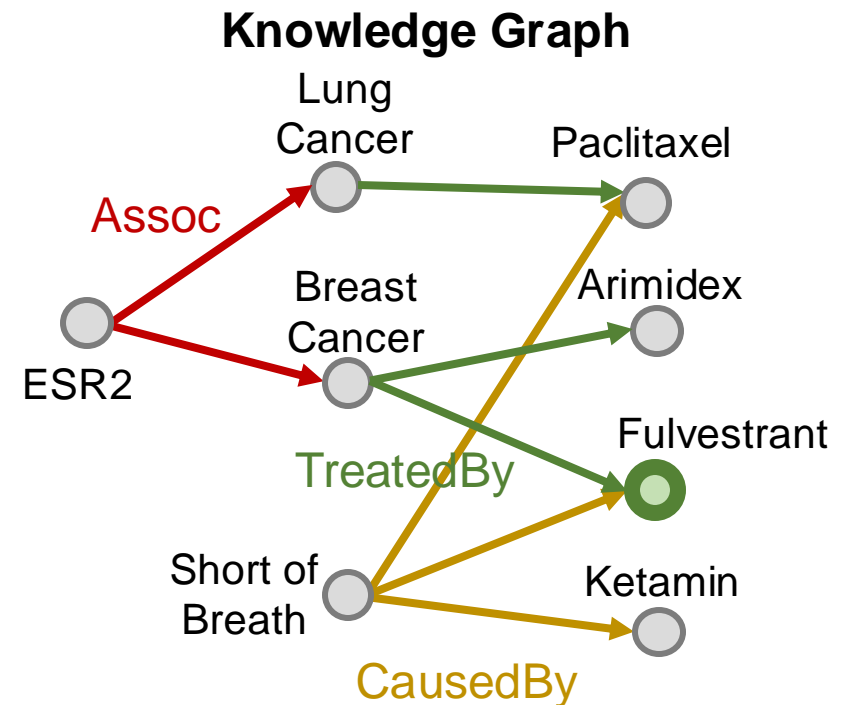 Knowledge Graph
Lung
Cancer
Paclitaxel
Assoc
Breast
Cancer
Arimidex
ESR2
Fulvestrant
TreatedBy
Short of
Breath
Ketamin
CausedBy